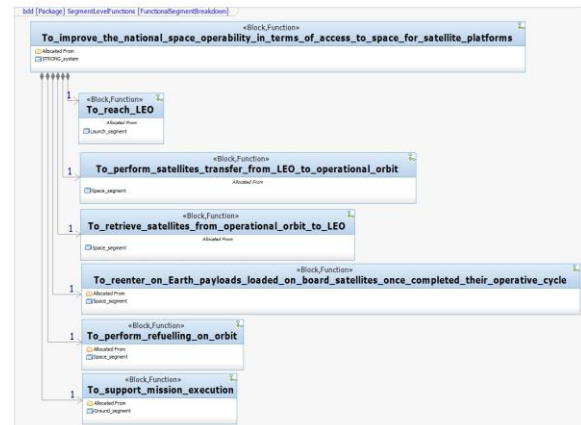 bdd [Package] SegmentLevelFunctions [FunctionalSegmentBreakdown]
«Block,Function»
To_improve_the_national_space_operability_in_terms_of_access_to_space_for_satellite_platforms
Allocated From
STRONG_system
«Block,Function»
1
To_reach_LEO
Allocated From
Launch_segment
«Block,Function»
1
To_perform_satellites_transfer_from_LEO_to_operational_orbit
Allocated From
Space_segment
«Block,Function»
1
To_retrieve_satellites_from_operational_orbit_to_LEO
Allocated From
Space_segment
«Block,Function»
To_reenter_on_Earth_payloads_loaded_on_board_satellites_once_completed_their_operative_cycle
1
Allocated From
Space_segment
«Block,Function»
1
To_perform_refuelling_on_orbit
Allocated From
Space_segment
«Block,Function»
To_support_mission_execution
1
Allocated From
Ground_segment